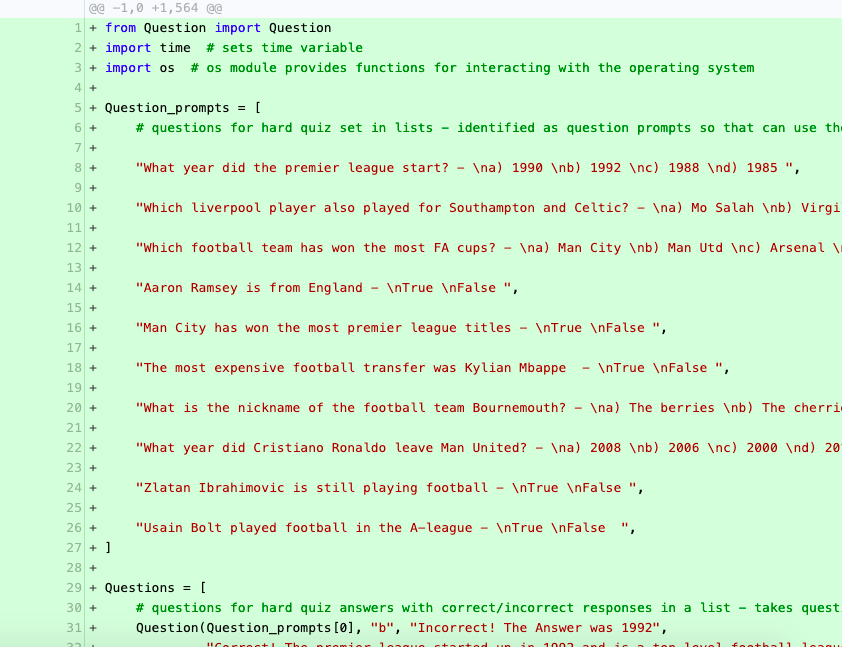 @@ -1,0 +1,564 @@
1 + from Question import Question
2 + import time  # sets time variable
3 + import os  # os module provides functions for interacting with the operating system
4 +
5 + Question_prompts = [
6 +     # questions for hard quiz set in lists – identified as question prompts so that can use the
7 +
8 +     "What year did the premier league start? – \na) 1990 \nb) 1992 \nc) 1988 \nd) 1985 ",
9 +
10 +     "Which liverpool player also played for Southampton and Celtic? – \na) Mo Salah \nb) Virgi
11 +
12 +     "Which football team has won the most FA cups? – \na) Man City \nb) Man Utd \nc) Arsenal \
13 +
14 +     "Aaron Ramsey is from England – \nTrue \nFalse ",
15 +
16 +     "Man City has won the most premier league titles – \nTrue \nFalse ",
17 +
18 +     "The most expensive football transfer was Kylian Mbappe  – \nTrue \nFalse ",
19 +
20 +     "What is the nickname of the football team Bournemouth? – \na) The berries \nb) The cherri
21 +
22 +     "What year did Cristiano Ronaldo leave Man United? – \na) 2008 \nb) 2006 \nc) 2000 \nd) 20
23 +
24 +     "Zlatan Ibrahimovic is still playing football – \nTrue \nFalse ",
25 +
26 +     "Usain Bolt played football in the A–league – \nTrue \nFalse  ",
27 + ]
28 +
29 + Questions = [
30 +     # questions for hard quiz answers with correct/incorrect responses in a list – takes quest
31 +     Question(Question_prompts[0], "b", "Incorrect! The Answer was 1992",
32 +              "Correct! The premier league started up in 1992 and is a top level football leagu